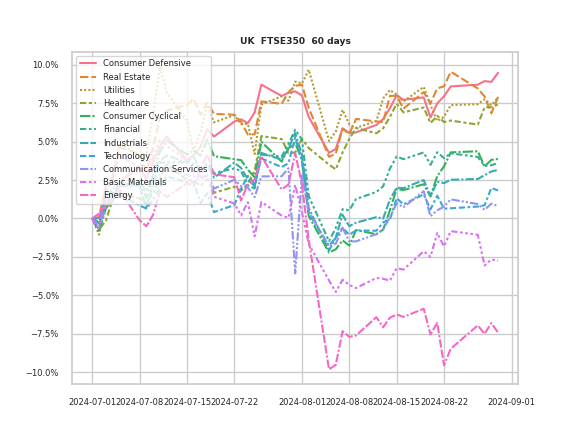 UK  FTSE350  60 days
10.0%
7.5%
5.0%
2.5%
0.0%
−2.5%
−5.0%
−7.5%
−10.0%
Consumer Defensive
Real Estate
Utilities
Healthcare
Consumer Cyclical
Financial
Industrials
Technology
Communication Services
Basic Materials
Energy
2024-07-01 2024-07-08 2024-07-15 2024-07-22 2024-08-01 2024-08-08 2024-08-15 2024-08-22 2024-09-01